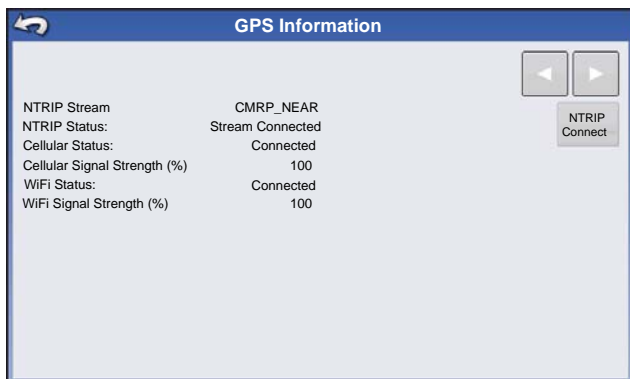 GPS Information
NTRIP Stream CMRP_NEAR
NTRIP Status: Stream Connected
Cellular Status: Connected
Cellular Signal Strength (%) 100
WiFi Status: Connected
WiFi Signal Strength (%) 100
NTRIP
Connect